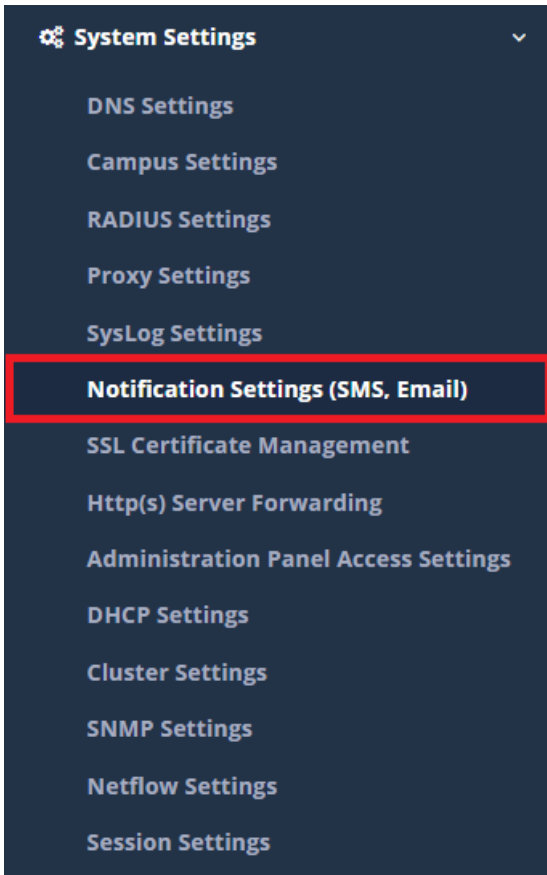 System Settings
DNS Settings
Campus Settings
RADIUS Settings
Proxy Settings
SysLog Settings
Notification Settings (SMS, Email)
SSL Certificate Management
Http(s) Server Forwarding
Administration Panel Access Settings
DHCP Settings
Cluster Settings
SNMP Settings
Netflow Settings
Session Settings